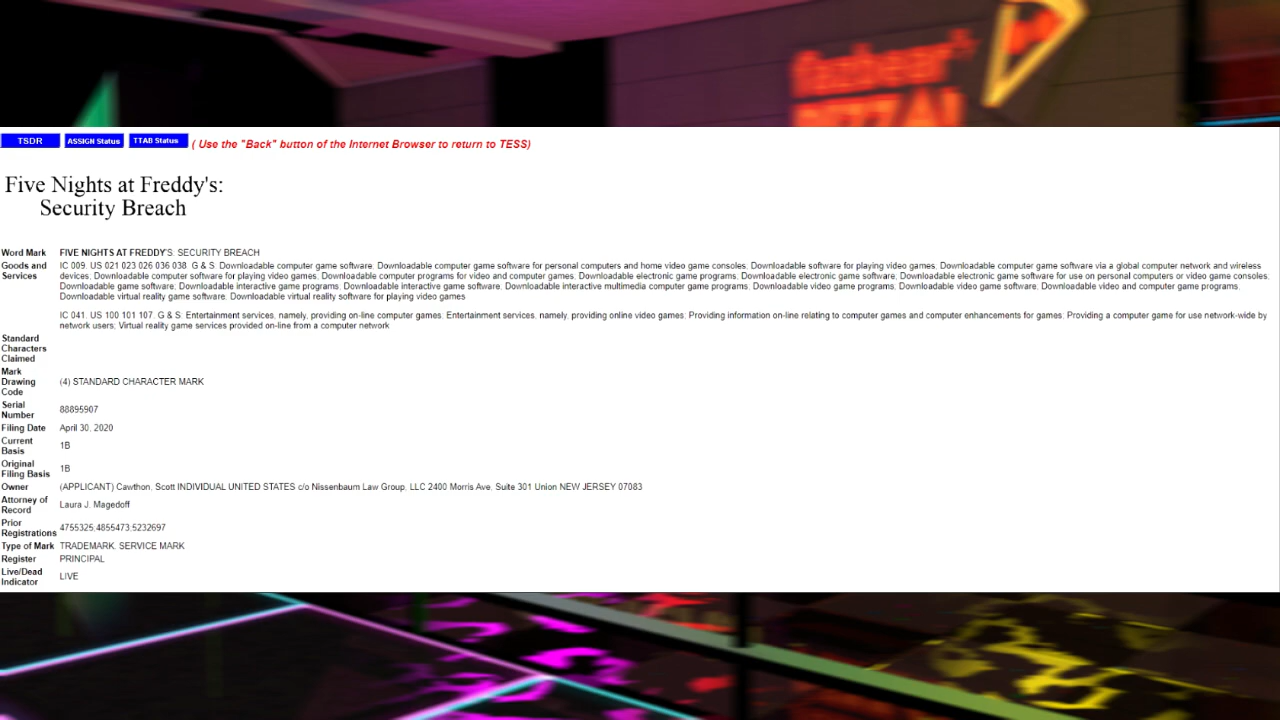 fazbear's
PIZZA!
TSDR ASSIGN Status TTAB Status ( Use the "Back" button of the Internet Browser to return to TESS)
Five Nights at Freddy's:
Security Breach
Word Mark FIVE NIGHTS AT FREDDY'S: SECURITY BREACH
Goods and IC 009. US 021 023 026 036 038. G & S: Downloadable computer game software; Downloadable computer game software for personal computers and home video game consoles; Downloadable software for playing video games; Downloadable computer game software via a global computer network and wireless
Services devices; Downloadable computer software for playing video games; Downloadable computer programs for video and computer games; Downloadable electronic game programs; Downloadable electronic game software; Downloadable electronic game software for use on personal computers or video game consoles;
Downloadable game software; Downloadable interactive game programs; Downloadable interactive game software; Downloadable interactive multimedia computer game programs; Downloadable video game programs; Downloadable video game software; Downloadable video and computer game programs;
Downloadable virtual reality game software; Downloadable virtual reality software for playing video games
IC 041. US 100 101 107. G & S: Entertainment services, namely, providing on-line computer games; Entertainment services, namely, providing online video games; Providing information on-line relating to computer games and computer enhancements for games; Providing a computer game for use network-wide by
network users; Virtual reality game services provided on-line from a computer network
Standard
Characters
Claimed
Mark
Drawing (4) STANDARD CHARACTER MARK
Code
Serial
Number 88895907
Filing Date April 30, 2020
Current
Basis 1B
Original
Filing Basis 1B
Owner (APPLICANT) Cawthon, Scott INDIVIDUAL UNITED STATES c/o Nissenbaum Law Group, LLC 2400 Morris Ave, Suite 301 Union NEW JERSEY 07083
Attorney of
Record Laura J. Magedoff
Prior
Registrations 4755325;4855473;5232697
Type of Mark TRADEMARK. SERVICE MARK
Register PRINCIPAL
Live/Dead
Indicator LIVE